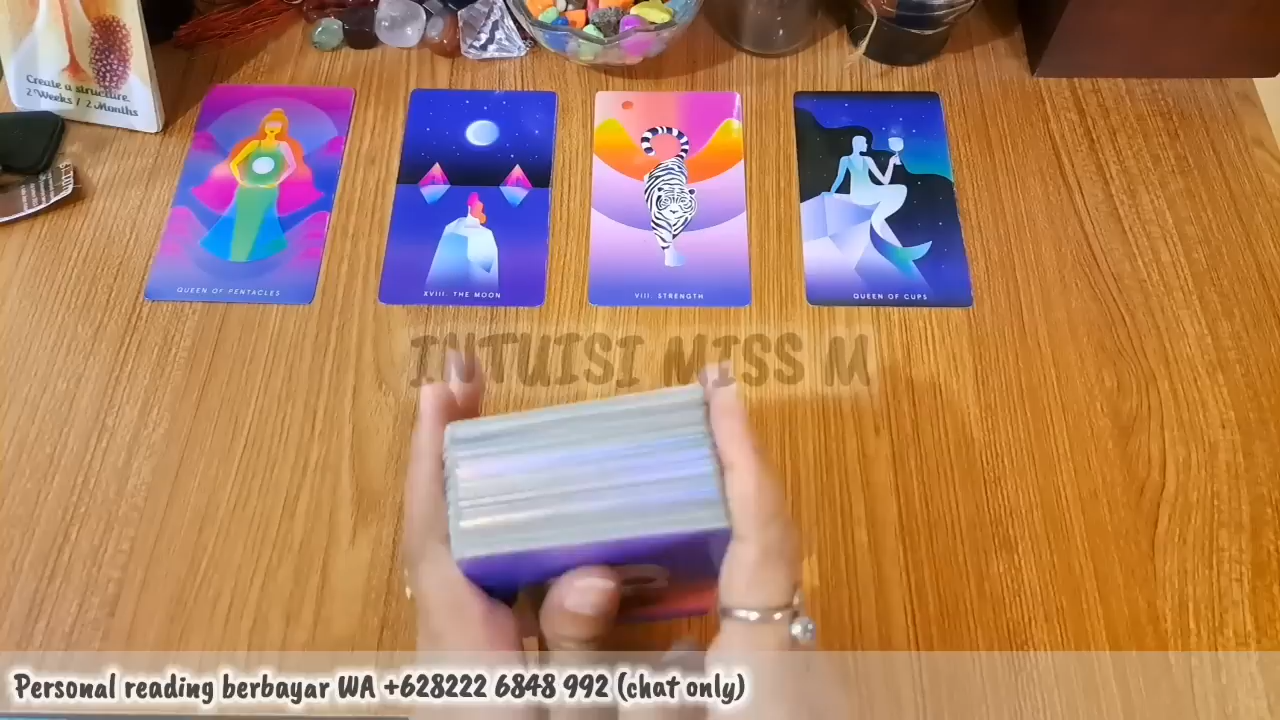 Create a structure
2 Weeks / 2 Months
QUEEN OF PENTACLES
XVIII. THE MOON
VIII. STRENGTH
QUEEN OF CUPS
INTUISI MISS M
Personal reading berbayar WA +628222 6848 992 (chat only)